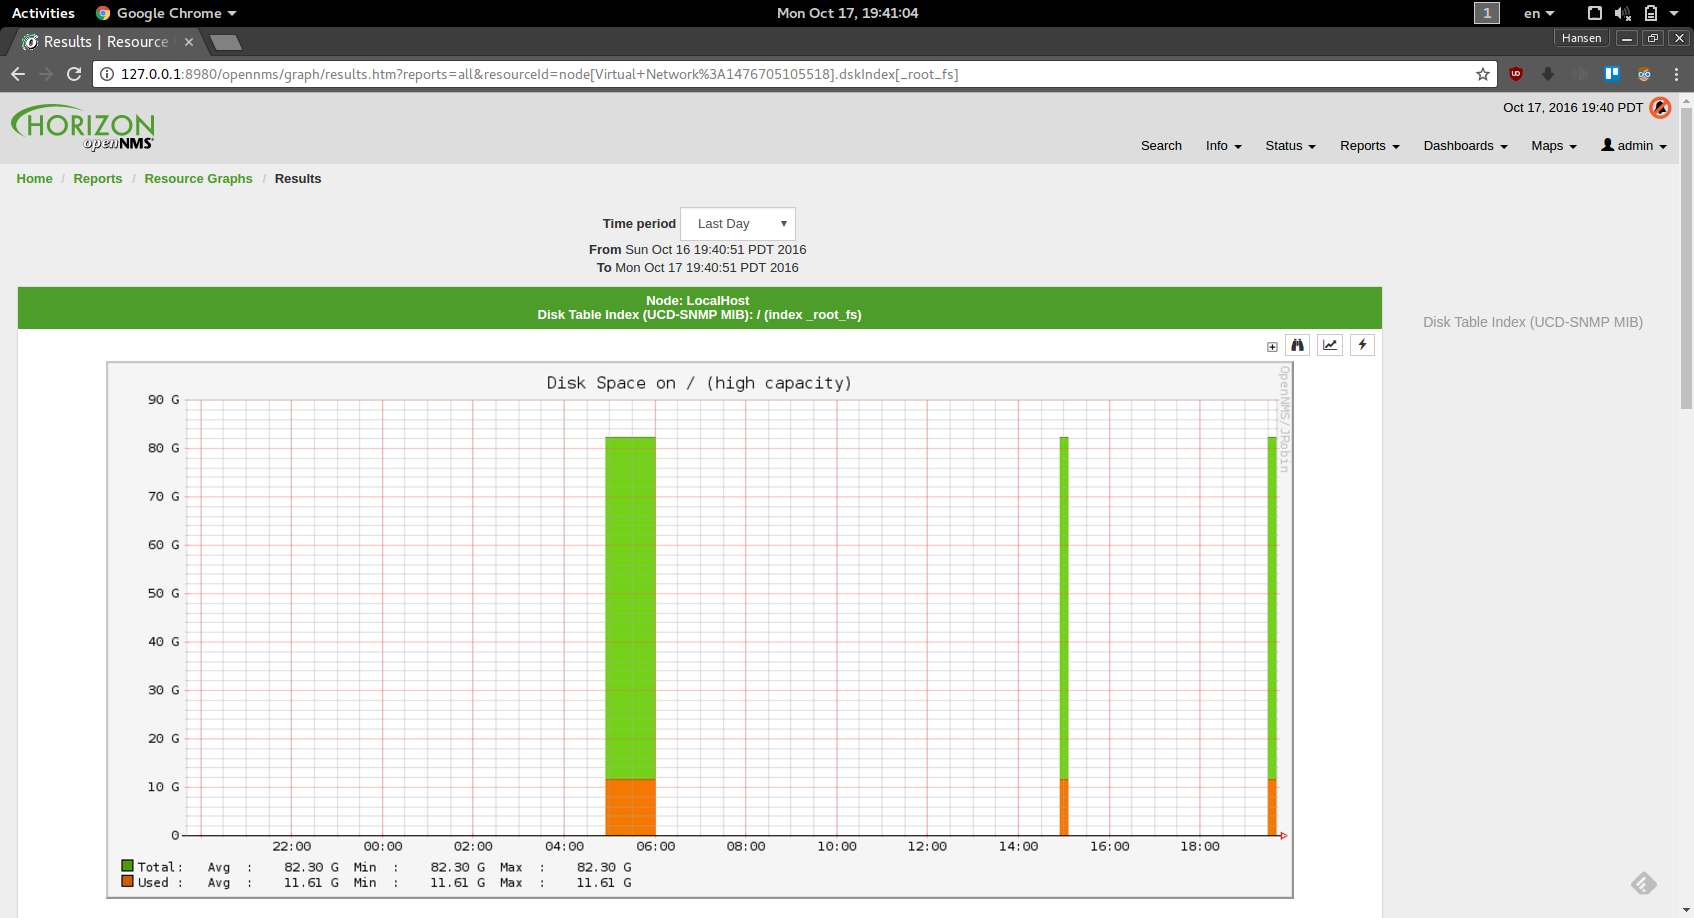 Activities Google Chrome Mon Oct 17, 19:41:04 1 en
Results | Resource Hansen
127.0.0.1:8980/opennms/graph/results.htm?reports=all&resourceId=node[Virtual+Network%3A1476705105518].dskIndex[_root_fs]
Oct 17, 2016 19:40 PDT
HORIZON
openNMS
Search Info Status Reports Dashboards Maps admin
Home / Reports / Resource Graphs / Results
Time period Last Day
From Sun Oct 16 19:40:51 PDT 2016
To Mon Oct 17 19:40:51 PDT 2016
Node: LocalHost
Disk Table Index (UCD-SNMP MIB): / (index _root_fs)
Disk Table Index (UCD-SNMP MIB)
Disk Space on / (high capacity)
OpenNMS/JRobin
90 G
80 G
70 G
60 G
50 G
40 G
30 G
20 G
10 G
0
22:00 00:00 02:00 04:00 06:00 08:00 10:00 12:00 14:00 16:00 18:00
Total: Avg : 82.30 G Min : 82.30 G Max : 82.30 G
Used : Avg : 11.61 G Min : 11.61 G Max : 11.61 G